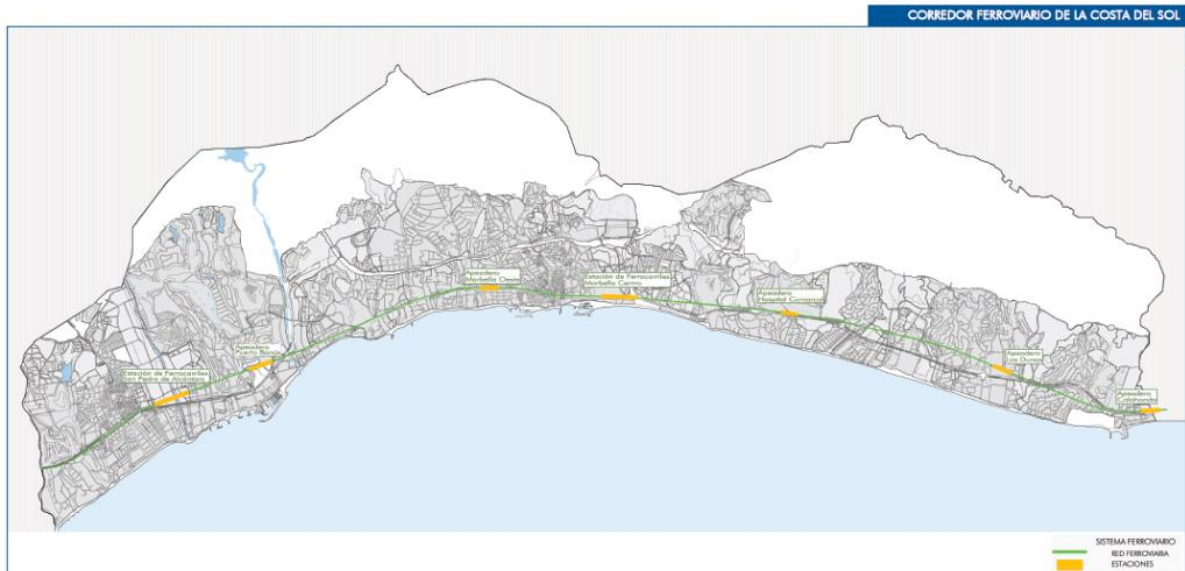 CORREDOR FERROVIARIO DE LA COSTA DEL SOL
Apeadero
Marbella Oeste
Estación de Ferrocarriles
Marbella Centro
Apeadero
Hospital Comarcal
Apeadero
Puerto Banús
Apeadero
Las Dunas
Estación de Ferrocarriles
San Pedro de Alcántara
Apeadero
Calahonda
SISTEMA FERROVIARIO
RED FERROVIARIA
ESTACIONES